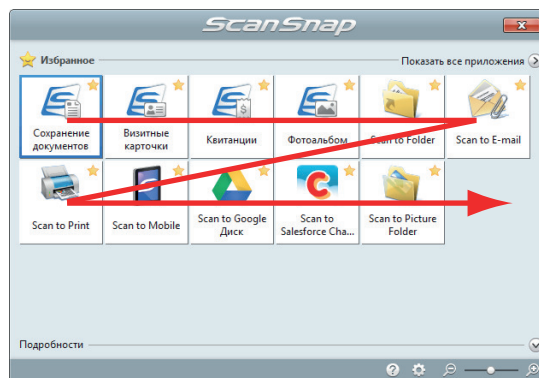 ScanSnap
Избранное
Показать все приложения
Сохранение
документов
Визитные
карточки
Квитанции
Фотоальбом
Scan to Folder
Scan to E-mail
Scan to Print
Scan to Mobile
Scan to Google
Диск
Scan to
Salesforce Cha...
Scan to Picture
Folder
Подробности